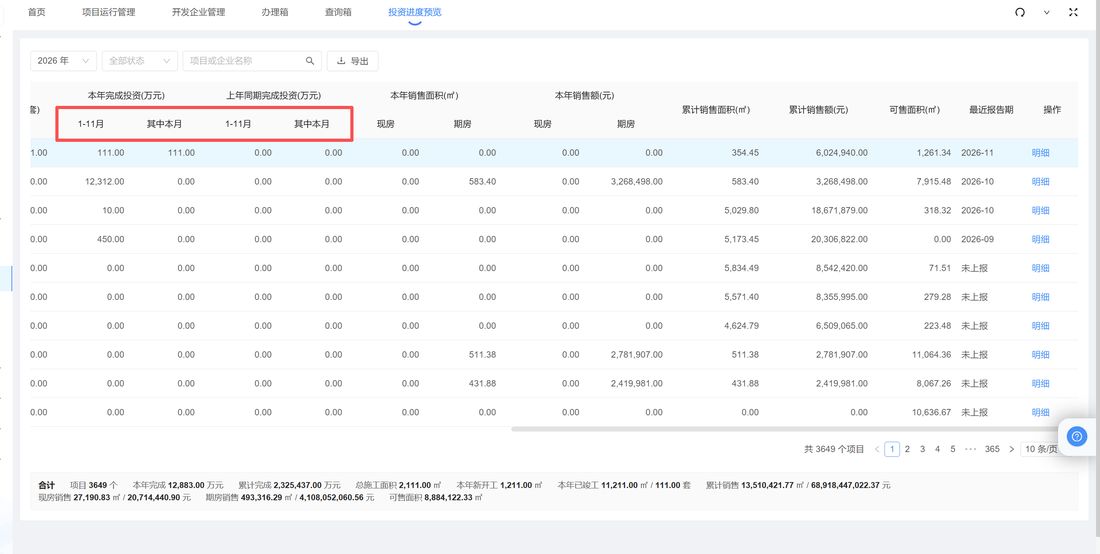 首页 项目运行管理 开发企业管理 办理箱 查询箱 投资进度预览
2026 年 全部状态 项目或企业名称 导出
本年完成投资(万元) 上年同期完成投资(万元) 本年销售面积(㎡) 本年销售额(元)
套) 累计销售面积(㎡) 累计销售额(元) 可售面积(㎡) 最近报告期 操作
1-11月 其中本月 1-11月 其中本月 现房 期房 现房 期房
1.00 111.00 111.00 0.00 0.00 0.00 0.00 0.00 0.00 354.45 6,024,940.00 1,261.34 2026-11 明细
0.00 12,312.00 0.00 0.00 0.00 0.00 583.40 0.00 3,268,498.00 583.40 3,268,498.00 7,915.48 2026-10 明细
0.00 10.00 0.00 0.00 0.00 0.00 0.00 0.00 0.00 5,029.80 18,671,879.00 318.32 2026-10 明细
0.00 450.00 0.00 0.00 0.00 0.00 0.00 0.00 0.00 5,173.45 20,306,822.00 0.00 2026-09 明细
0.00 0.00 0.00 0.00 0.00 0.00 0.00 0.00 0.00 5,834.49 8,542,420.00 71.51 未上报 明细
0.00 0.00 0.00 0.00 0.00 0.00 0.00 0.00 0.00 5,571.40 8,355,995.00 279.28 未上报 明细
0.00 0.00 0.00 0.00 0.00 0.00 0.00 0.00 0.00 4,624.79 6,509,065.00 223.48 未上报 明细
0.00 0.00 0.00 0.00 0.00 0.00 511.38 0.00 2,781,907.00 511.38 2,781,907.00 11,064.36 未上报 明细
0.00 0.00 0.00 0.00 0.00 0.00 431.88 0.00 2,419,981.00 431.88 2,419,981.00 8,067.26 未上报 明细
0.00 0.00 0.00 0.00 0.00 0.00 0.00 0.00 0.00 0.00 0.00 10,636.67 未上报 明细
共 3649 个项目 1 2 3 4 5 ··· 365 10 条/页
合计 项目 3649 个 本年完成 12,883.00 万元 累计完成 2,325,437.00 万元 总施工面积 2,111.00 ㎡ 本年新开工 1,211.00 ㎡ 本年已竣工 11,211.00 ㎡ / 111.00 套 累计销售 13,510,421.77 ㎡ / 68,918,447,022.37 元
现房销售 27,190.83 ㎡ / 20,714,440.90 元 期房销售 493,316.29 ㎡ / 4,108,052,060.56 元 可售面积 8,884,122.33 ㎡